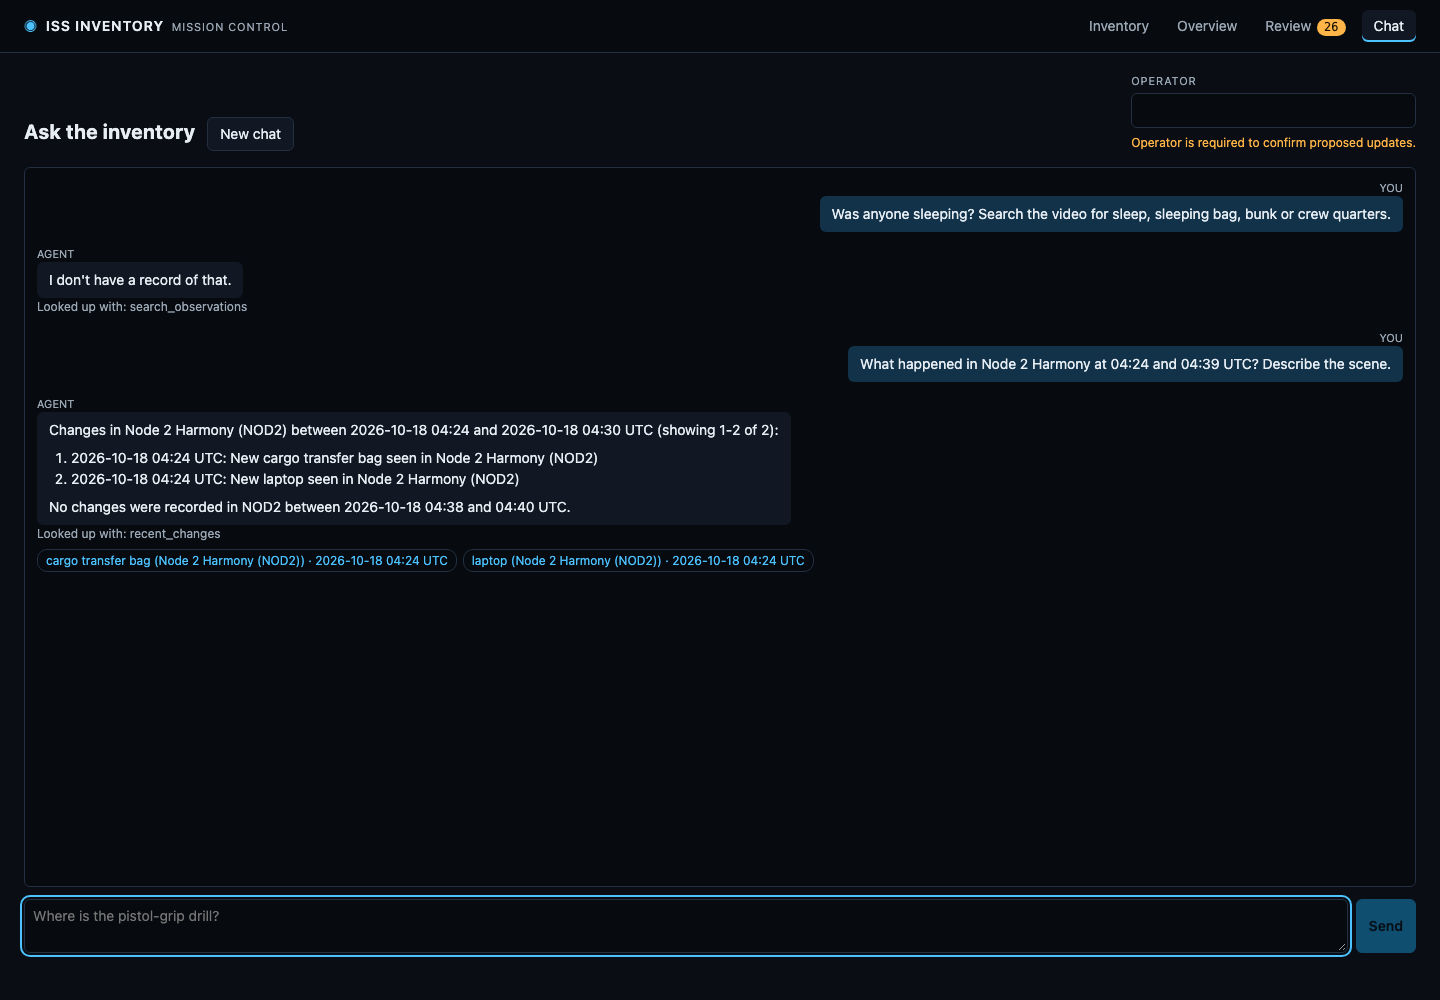 ISS INVENTORY MISSION CONTROL
Inventory
Overview
Review 26
Chat
OPERATOR
Operator is required to confirm proposed updates.
Ask the inventory
New chat
YOU
Was anyone sleeping? Search the video for sleep, sleeping bag, bunk or crew quarters.
AGENT
I don't have a record of that.
Looked up with: search_observations
YOU
What happened in Node 2 Harmony at 04:24 and 04:39 UTC? Describe the scene.
AGENT
Changes in Node 2 Harmony (NOD2) between 2026-10-18 04:24 and 2026-10-18 04:30 UTC (showing 1-2 of 2):
1. 2026-10-18 04:24 UTC: New cargo transfer bag seen in Node 2 Harmony (NOD2)
2. 2026-10-18 04:24 UTC: New laptop seen in Node 2 Harmony (NOD2)
No changes were recorded in NOD2 between 2026-10-18 04:38 and 04:40 UTC.
Looked up with: recent_changes
cargo transfer bag (Node 2 Harmony (NOD2)) · 2026-10-18 04:24 UTC
laptop (Node 2 Harmony (NOD2)) · 2026-10-18 04:24 UTC
Where is the pistol-grip drill?
Send